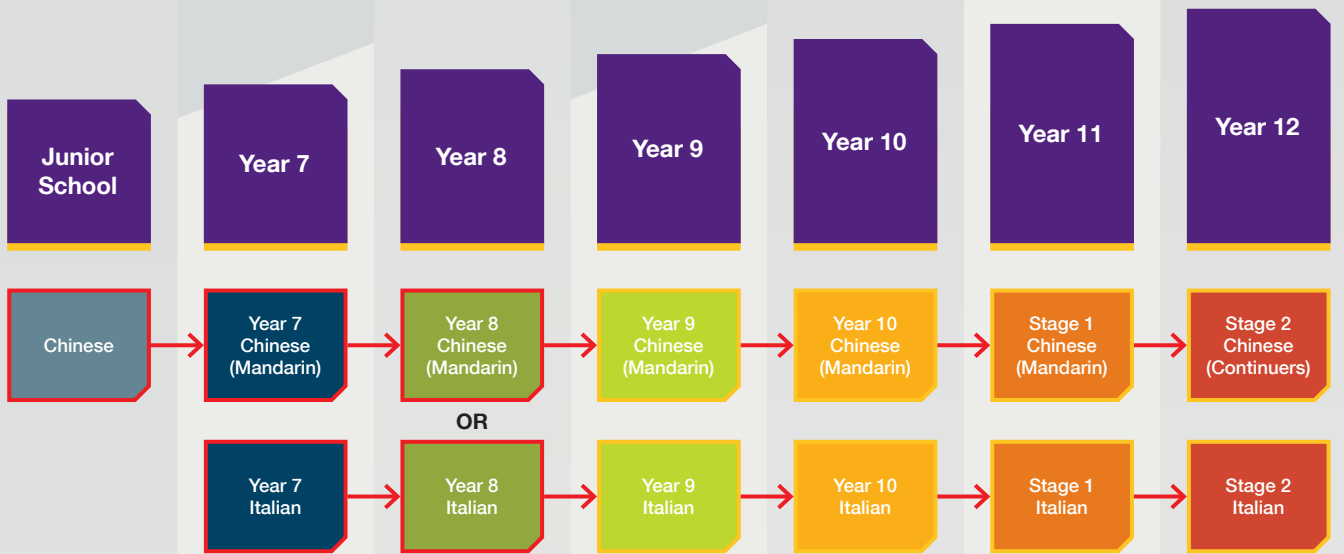 Junior
School
Year 7
Year 8
Year 9
Year 10
Year 11
Year 12
Chinese
Year 7
Chinese
(Mandarin)
Year 8
Chinese
(Mandarin)
Year 9
Chinese
(Mandarin)
Year 10
Chinese
(Mandarin)
Stage 1
Chinese
(Mandarin)
Stage 2
Chinese
(Continuers)
OR
Year 7
Italian
Year 8
Italian
Year 9
Italian
Year 10
Italian
Stage 1
Italian
Stage 2
Italian